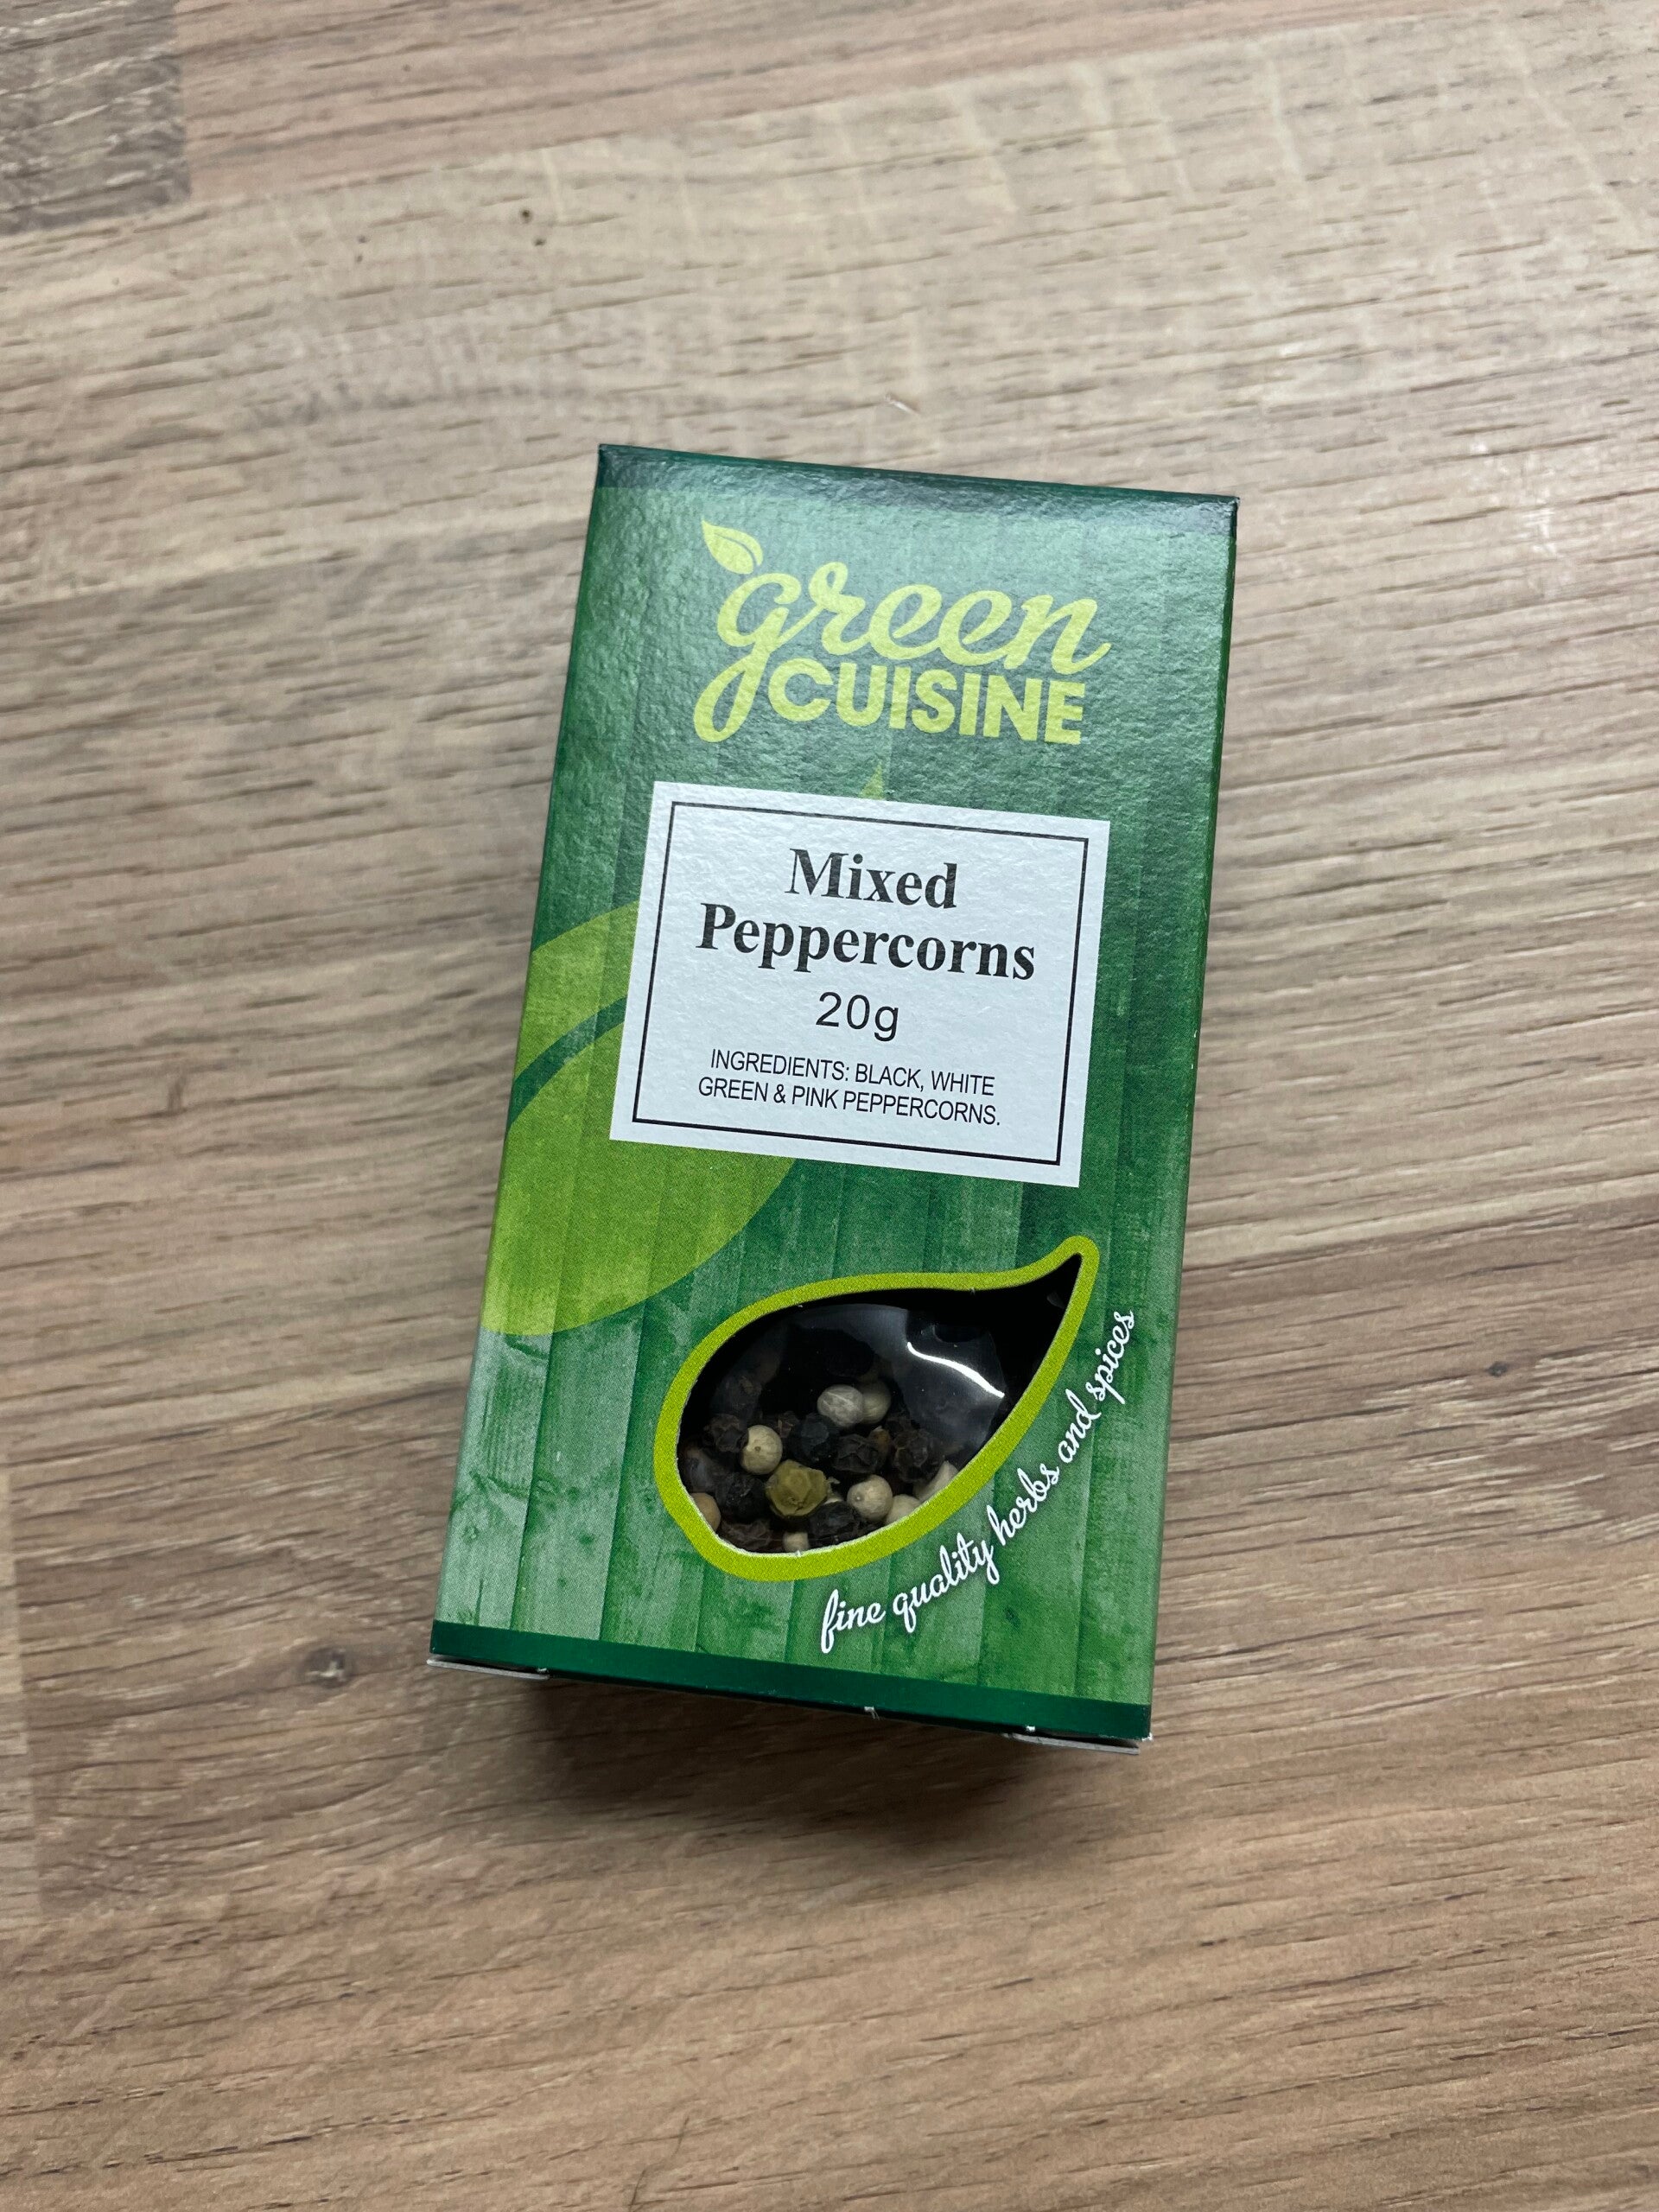 green
CUISINE
Mixed
Peppercorns
20g
INGREDIENTS: BLACK, WHITE
GREEN & PINK PEPPERCORNS.
fine quality herbs and spices